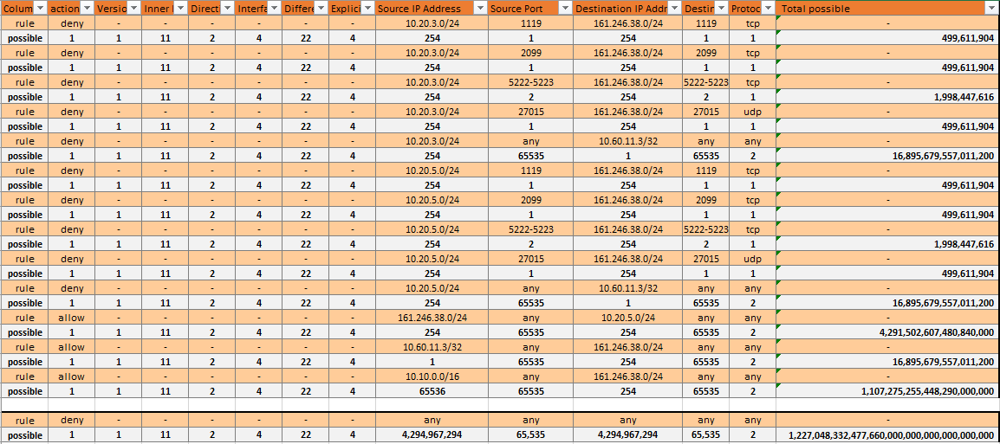 Colum action Versio Inner I Directi Interfa Differe Explici Source IP Address Source Port Destination IP Addr Destin Protoc Total possible
rule deny - - - - - - 10.20.3.0/24 1119 161.246.38.0/24 1119 tcp -
possible 1 1 11 2 4 22 4 254 1 254 1 1 499,611,904
rule deny - - - - - - 10.20.3.0/24 2099 161.246.38.0/24 2099 tcp -
possible 1 1 11 2 4 22 4 254 1 254 1 1 499,611,904
rule deny - - - - - - 10.20.3.0/24 5222-5223 161.246.38.0/24 5222-5223 tcp -
possible 1 1 11 2 4 22 4 254 2 254 2 1 1,998,447,616
rule deny - - - - - - 10.20.3.0/24 27015 161.246.38.0/24 27015 udp -
possible 1 1 11 2 4 22 4 254 1 254 1 1 499,611,904
rule deny - - - - - - 10.20.3.0/24 any 10.60.11.3/32 any any -
possible 1 1 11 2 4 22 4 254 65535 1 65535 2 16,895,679,557,011,200
rule deny - - - - - - 10.20.5.0/24 1119 161.246.38.0/24 1119 tcp -
possible 1 1 11 2 4 22 4 254 1 254 1 1 499,611,904
rule deny - - - - - - 10.20.5.0/24 2099 161.246.38.0/24 2099 tcp -
possible 1 1 11 2 4 22 4 254 1 254 1 1 499,611,904
rule deny - - - - - - 10.20.5.0/24 5222-5223 161.246.38.0/24 5222-5223 tcp -
possible 1 1 11 2 4 22 4 254 2 254 2 1 1,998,447,616
rule deny - - - - - - 10.20.5.0/24 27015 161.246.38.0/24 27015 udp -
possible 1 1 11 2 4 22 4 254 1 254 1 1 499,611,904
rule deny - - - - - - 10.20.5.0/24 any 10.60.11.3/32 any any -
possible 1 1 11 2 4 22 4 254 65535 1 65535 2 16,895,679,557,011,200
rule allow - - - - - - 161.246.38.0/24 any 10.20.5.0/24 any any -
possible 1 1 11 2 4 22 4 254 65535 254 65535 2 4,291,502,607,480,840,000
rule allow - - - - - - 10.60.11.3/32 any 161.246.38.0/24 any any -
possible 1 1 11 2 4 22 4 1 65535 254 65535 2 16,895,679,557,011,200
rule allow - - - - - - 10.10.0.0/16 any 161.246.38.0/24 any any -
possible 1 1 11 2 4 22 4 65536 65535 254 65535 2 1,107,275,255,448,290,000,000
rule deny - - - - - - any any any any any -
possible 1 1 11 2 4 22 4 4,294,967,294 65,535 4,294,967,294 65,535 2 1,227,048,332,477,660,000,000,000,000,000,000